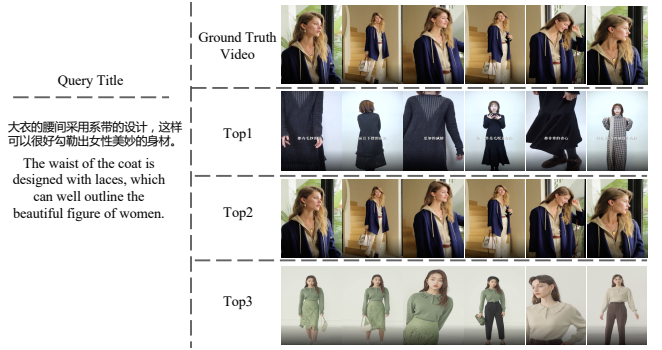 Query Title
大衣的腰间采用系带的设计，这样
可以很好勾勒出女性美妙的身材。
The waist of the coat is
designed with laces, which
can well outline the
beautiful figure of women.
Ground Truth
Video
Top1
Top2
Top3